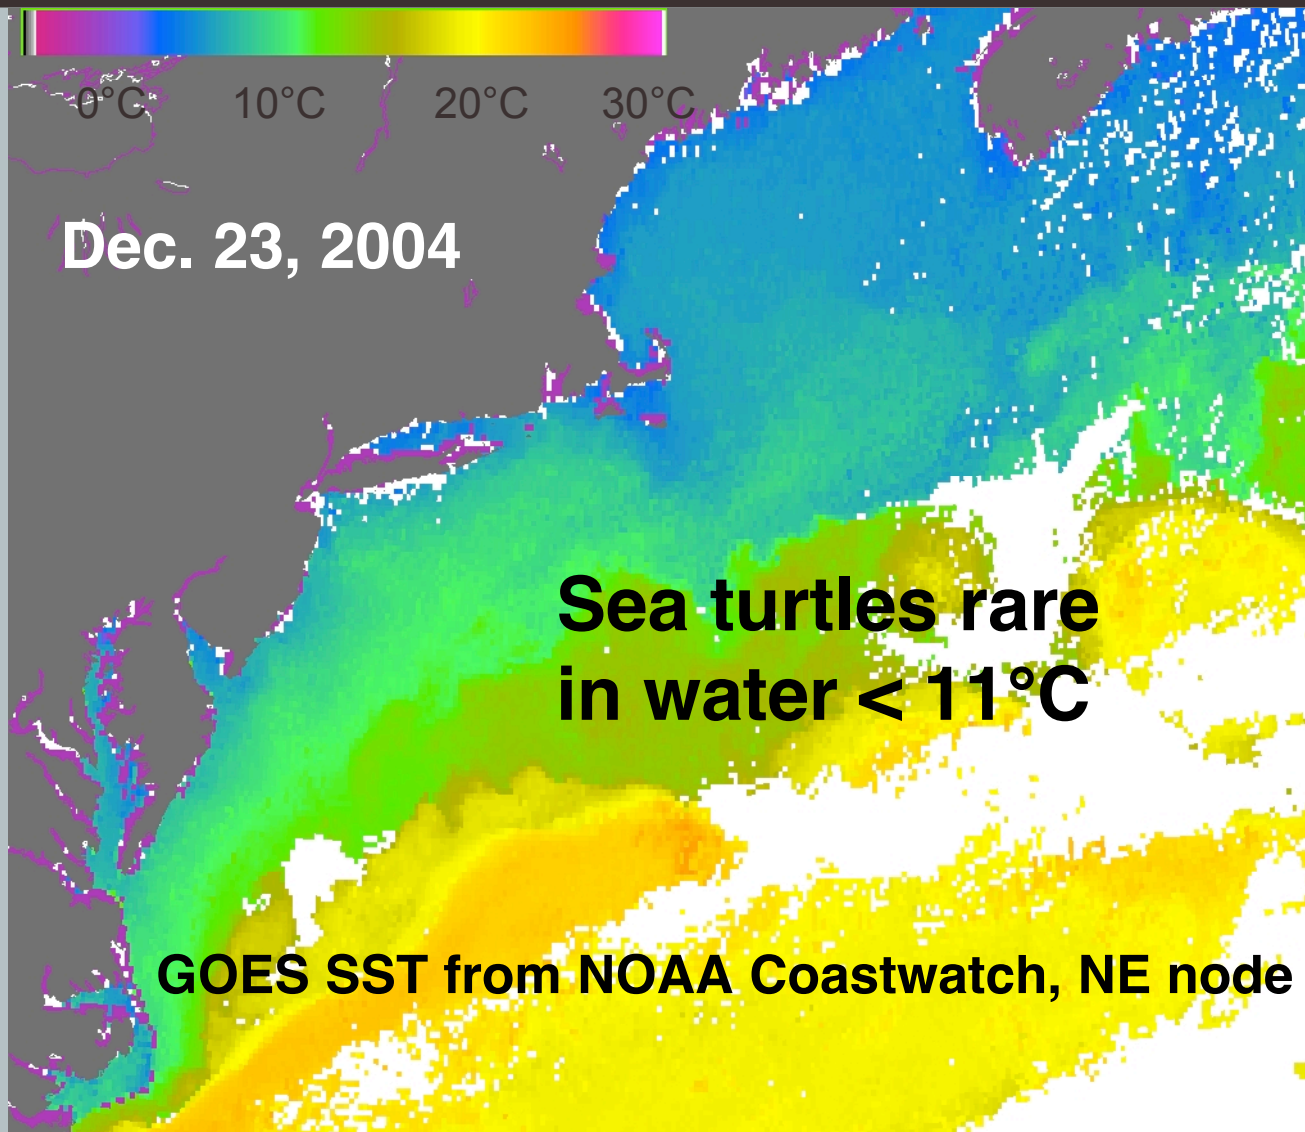 0°C 10°C 20°C 30°C
Dec. 23, 2004
Sea turtles rare
in water < 11°C
GOES SST from NOAA Coastwatch, NE node